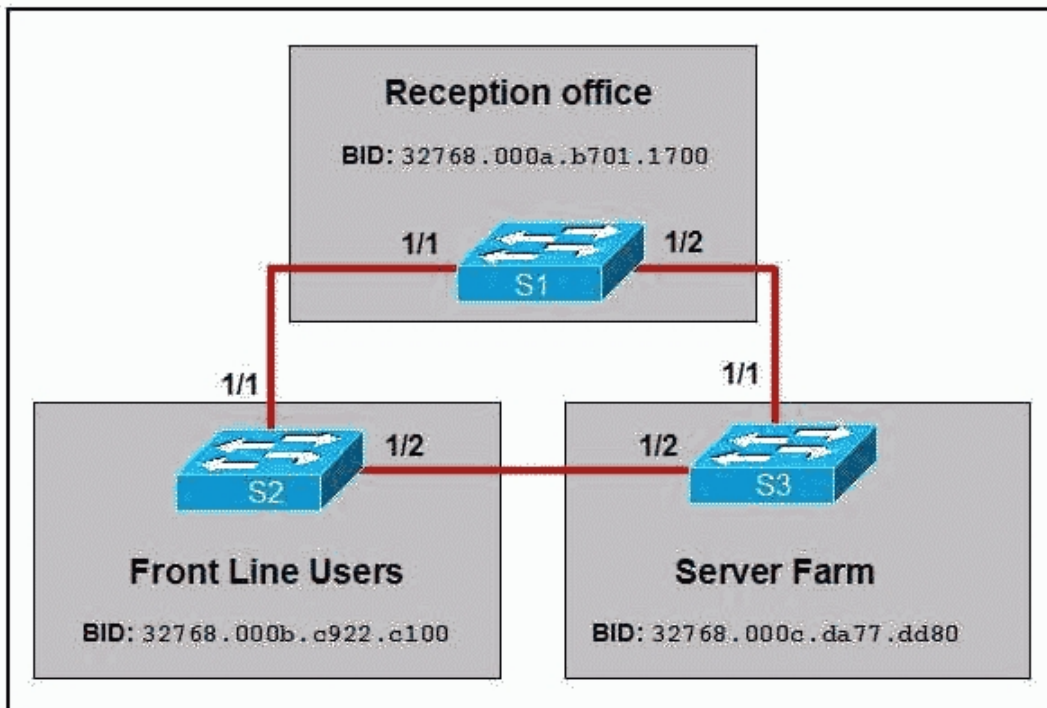 Reception office
BID: 32768.000a.b701.1700
1/1
1/2
S1
1/1
1/1
1/2
1/2
S2
S3
Front Line Users
Server Farm
BID: 32768.000b.c922.c100
BID: 32768.000c.da77.dd80